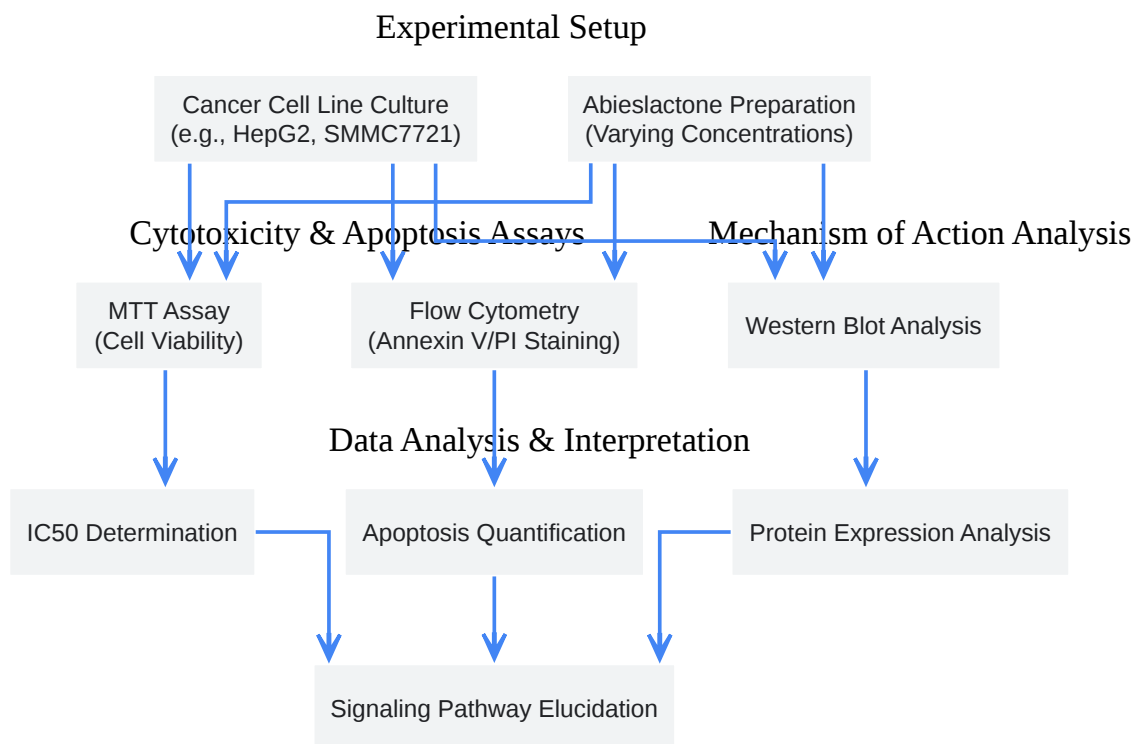 Experimental Setup
Cancer Cell Line Culture
(e.g., HepG2, SMMC7721)
Abieslactone Preparation
(Varying Concentrations)
Cytotoxicity & Apoptosis Assays
Mechanism of Action Analysis
MTT Assay
(Cell Viability)
Flow Cytometry
(Annexin V/PI Staining)
Western Blot Analysis
Data Analysis & Interpretation
IC50 Determination
Apoptosis Quantification
Protein Expression Analysis
Signaling Pathway Elucidation